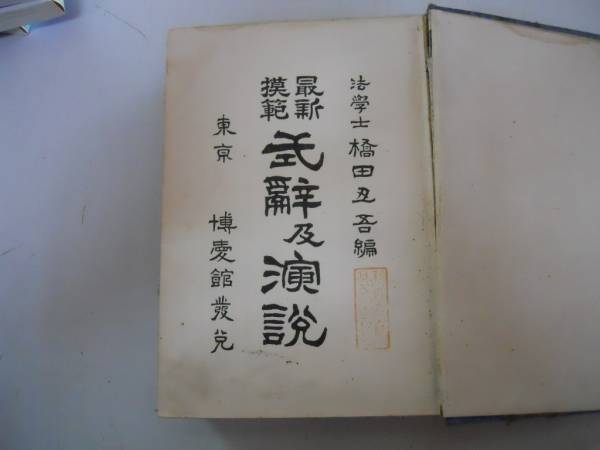 法學士 橋田丑吾編
最新
摸範
式辭及演説
東京 博愛館發兌